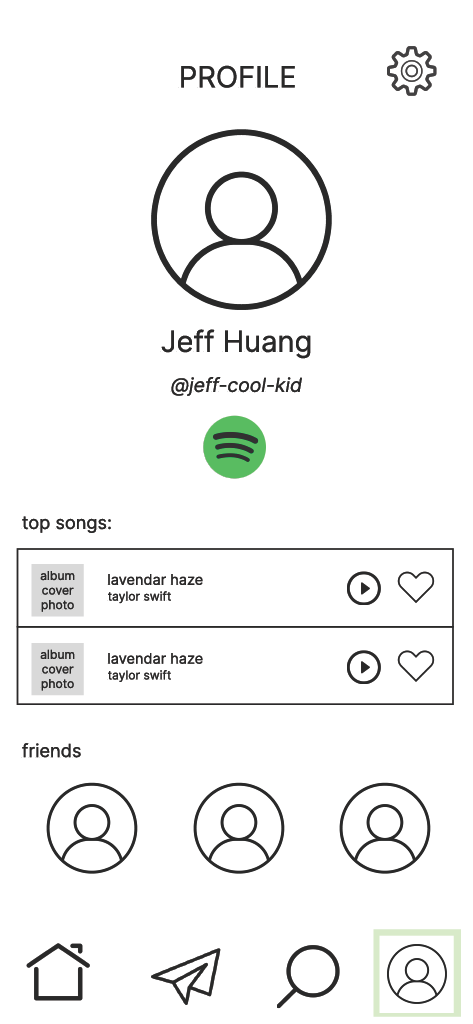 PROFILE
Jeff Huang
@jeff-cool-kid
top songs:
album
cover
photo
lavendar haze
taylor swift
album
cover
photo
lavendar haze
taylor swift
friends